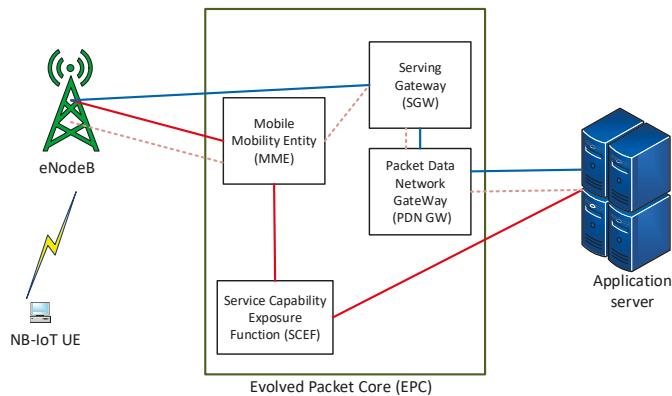 Serving
Gateway
(SGW)
Mobile
Mobility Entity
(MME)
eNodeB
Packet Data
Network
GateWay
(PDN GW)
Application
server
Service Capability
Exposure
Function (SCEF)
NB-IoT UE
Evolved Packet Core (EPC)